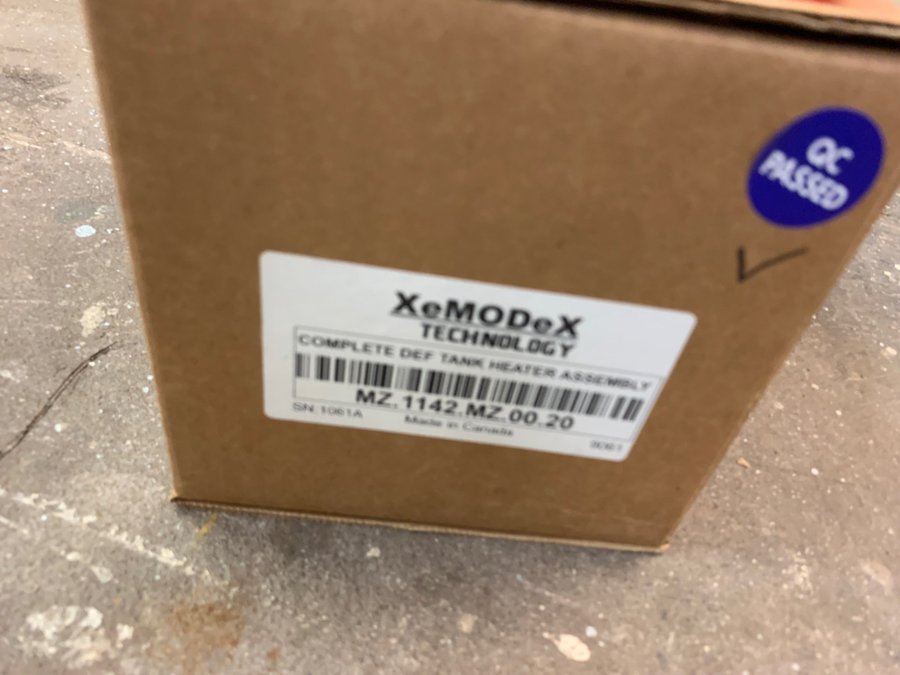 QC
PASSED
XeMODeX
TECHNOLOGY
COMPLETE DEF TANK HEATER ASSEMBLY
MZ.1142.MZ.00.20
SN:1061A
Made in Canada